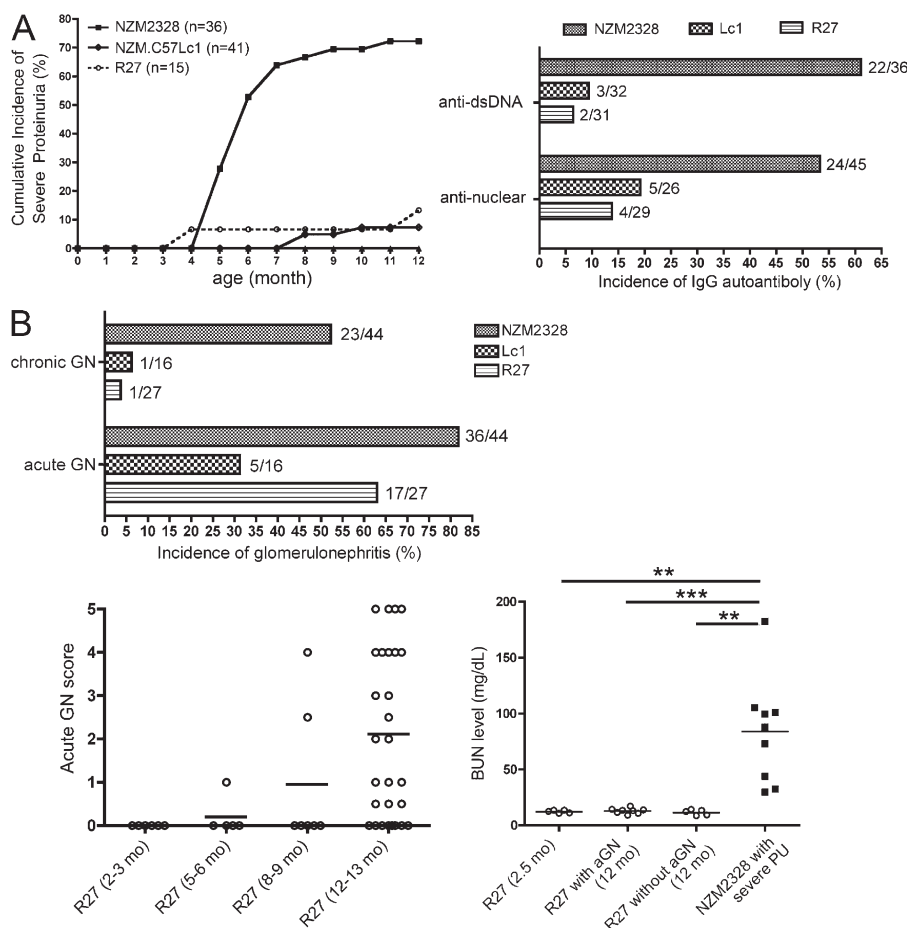 A
NZM2328 (n=36)
NZM.C57Lc1 (n=41)
R27 (n=15)
Cumulative Incidence of
Severe Proteinuria (%)
80
70
60
50
40
30
20
10
0
0 1 2 3 4 5 6 7 8 9 10 11 12
age (month)
NZM2328 Lc1 R27
anti-dsDNA
22/36
3/32
2/31
anti-nuclear
24/45
5/26
4/29
0 5 10 15 20 25 30 35 40 45 50 55 60 65
Incidence of IgG autoantiboly (%)
B
NZM2328
Lc1
R27
chronic GN
23/44
1/16
1/27
acute GN
36/44
5/16
17/27
0 5 10 15 20 25 30 35 40 45 50 55 60 65 70 75 80 85
Incidence of glomerulonephritis (%)
Acute GN score
5
4
3
2
1
0
R27 (2-3 mo)
R27 (5-6 mo)
R27 (8-9 mo)
R27 (12-13 mo)
**
***
**
BUN level (mg/dL)
200
150
100
50
0
R27 (2.5 mo)
R27 with aGN
(12 mo)
R27 without aGN
(12 mo)
NZM2328 with
severe PU